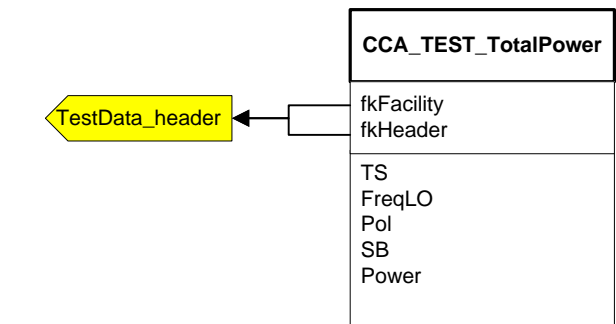 CCA_TEST_TotalPower
TestData_header
fkFacility
fkHeader
TS
FreqLO
Pol
SB
Power